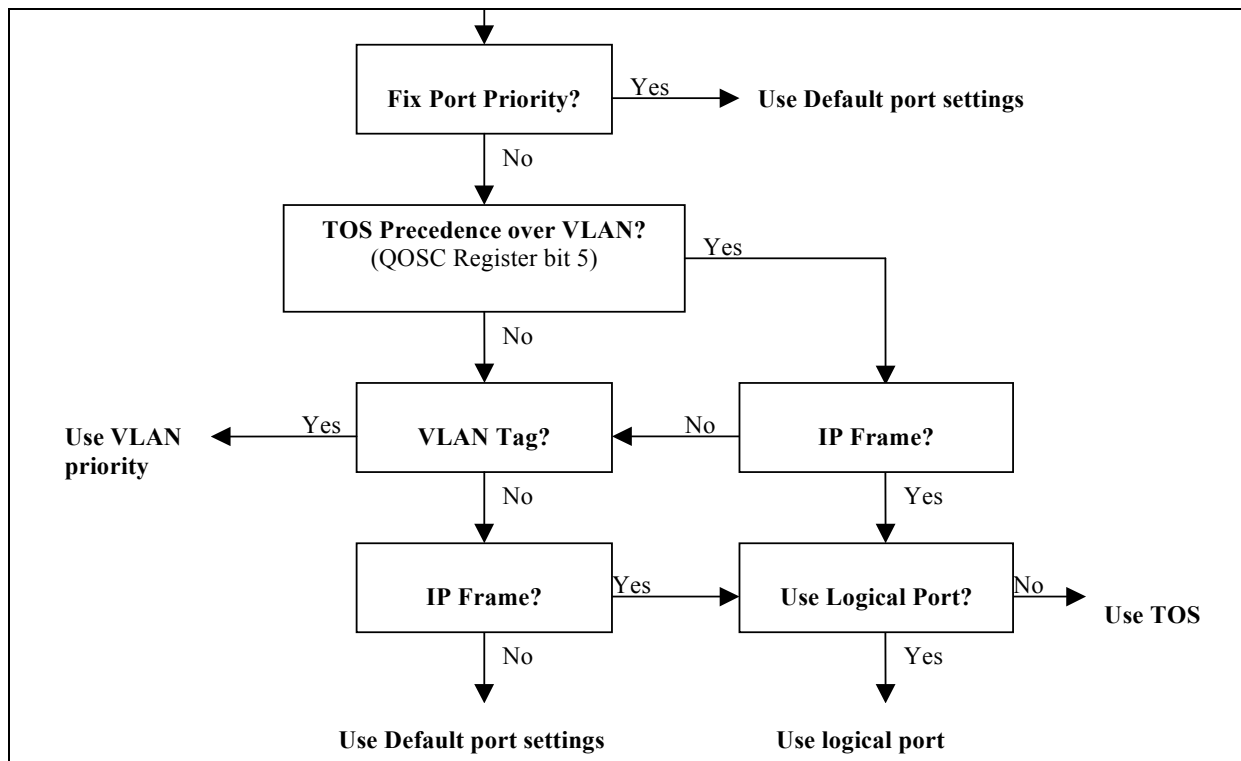 Fix Port Priority?
Yes
Use Default port settings
No
TOS Precedence over VLAN?
(QOSC Register bit 5)
Yes
No
Use VLAN
priority
Yes
VLAN Tag?
No
IP Frame?
No
Yes
IP Frame?
Yes
Use Logical Port?
No
Use TOS
No
Yes
Use Default port settings
Use logical port